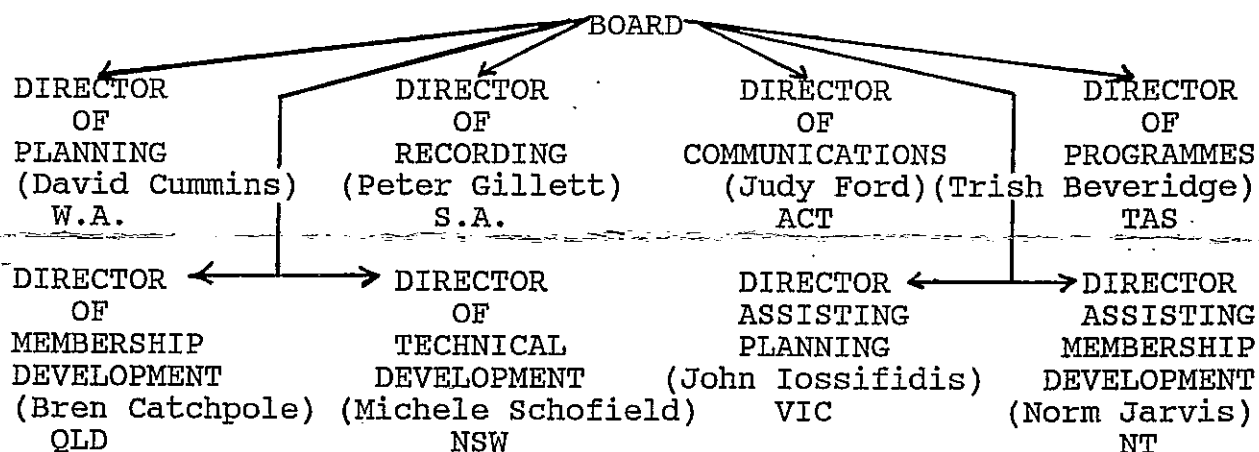 BOARD
DIRECTOR
OF
PLANNING
(David Cummins)
W.A.
DIRECTOR
OF
RECORDING
(Peter Gillett)
S.A.
DIRECTOR
OF
COMMUNICATIONS
(Judy Ford)
ACT
DIRECTOR
OF
PROGRAMMES
(Trish Beveridge)
TAS
DIRECTOR
OF
MEMBERSHIP
DEVELOPMENT
(Bren Catchpole)
QLD
DIRECTOR
OF
TECHNICAL
DEVELOPMENT
(Michele Schofield)
NSW
DIRECTOR
ASSISTING
PLANNING
(John Iossifidis)
VIC
DIRECTOR
ASSISTING
MEMBERSHIP
DEVELOPMENT
(Norm Jarvis)
NT